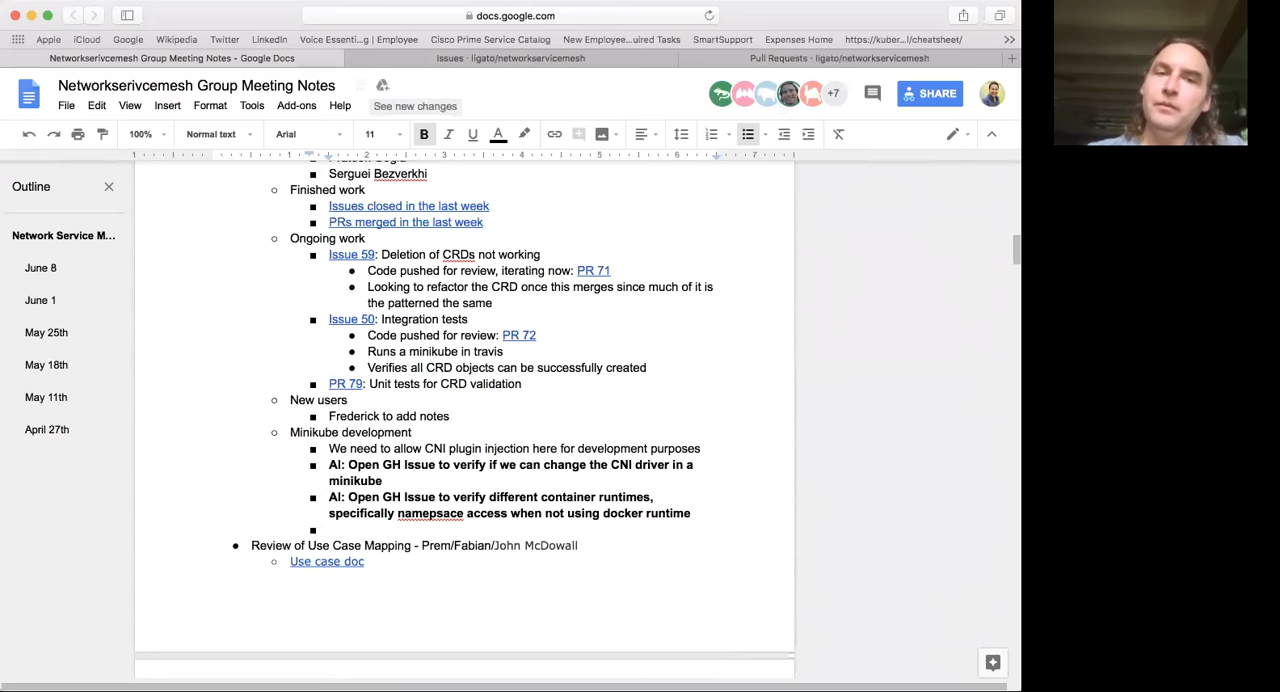 docs.google.com
Apple iCloud Google Wikipedia Twitter LinkedIn Voice Essenti...g | Employee Cisco Prime Service Catalog New Employee...uired Tasks SmartSupport Expenses Home https://kuber...!/cheatsheet/
Networkserivcemesh Group Meeting Notes - Google Docs Issues · ligato/networkservicemesh Pull Requests · ligato/networkservicemesh
Networkserivcemesh Group Meeting Notes
+7 SHARE
File Edit View Insert Format Tools Add-ons Help See new changes
100% Normal text Arial 11 B I U A
1 1 2 3 4 5 6 7
Outline
Network Service M...
June 8
June 1
May 25th
May 18th
May 11th
April 27th
Serguei Bezverkhi
Finished work
Issues closed in the last week
PRs merged in the last week
Ongoing work
Issue 59: Deletion of CRDs not working
Code pushed for review, iterating now: PR 71
Looking to refactor the CRD once this merges since much of it is
the patterned the same
Issue 50: Integration tests
Code pushed for review: PR 72
Runs a minikube in travis
Verifies all CRD objects can be successfully created
PR 79: Unit tests for CRD validation
New users
Frederick to add notes
Minikube development
We need to allow CNI plugin injection here for development purposes
AI: Open GH Issue to verify if we can change the CNI driver in a
minikube
AI: Open GH Issue to verify different container runtimes,
specifically namepsace access when not using docker runtime
Review of Use Case Mapping - Prem/Fabian/John McDowall
Use case doc